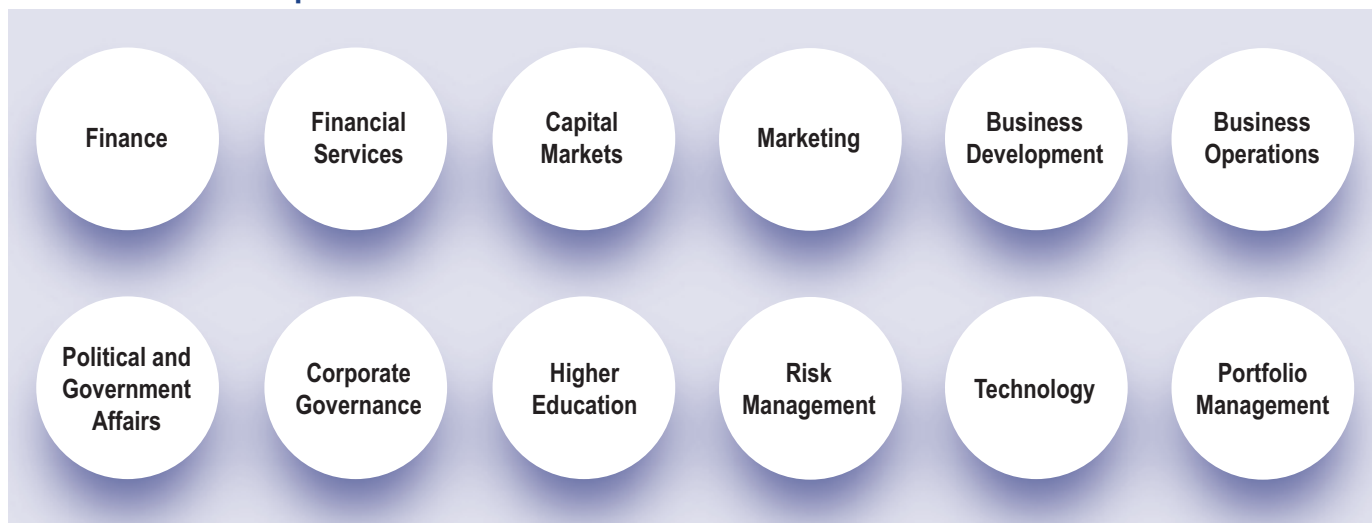 Finance
Financial
Services
Capital
Markets
Marketing
Business
Development
Business
Operations
Political and
Government
Affairs
Corporate
Governance
Higher
Education
Risk
Management
Technology
Portfolio
Management